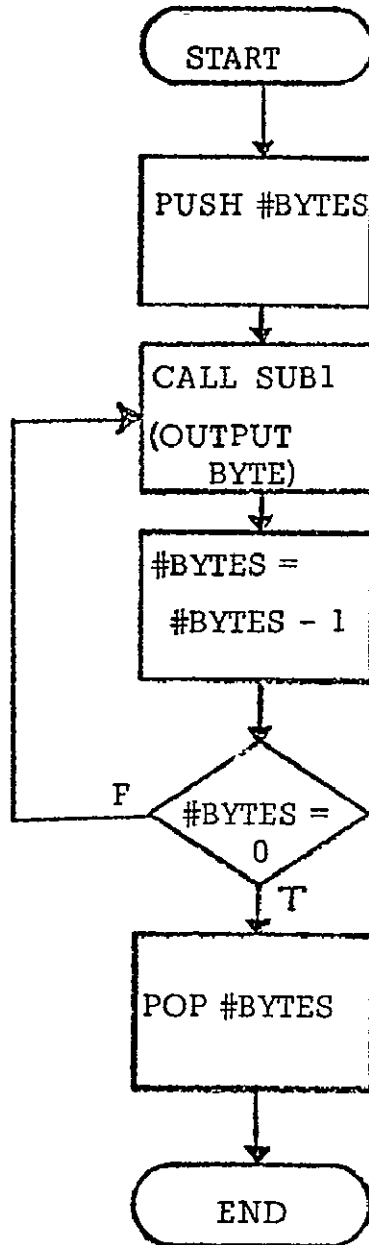 START
PUSH #BYTES
CALL SUB1
(OUTPUT
BYTE)
#BYTES =
#BYTES - 1
F
#BYTES =
0
T
POP #BYTES
END